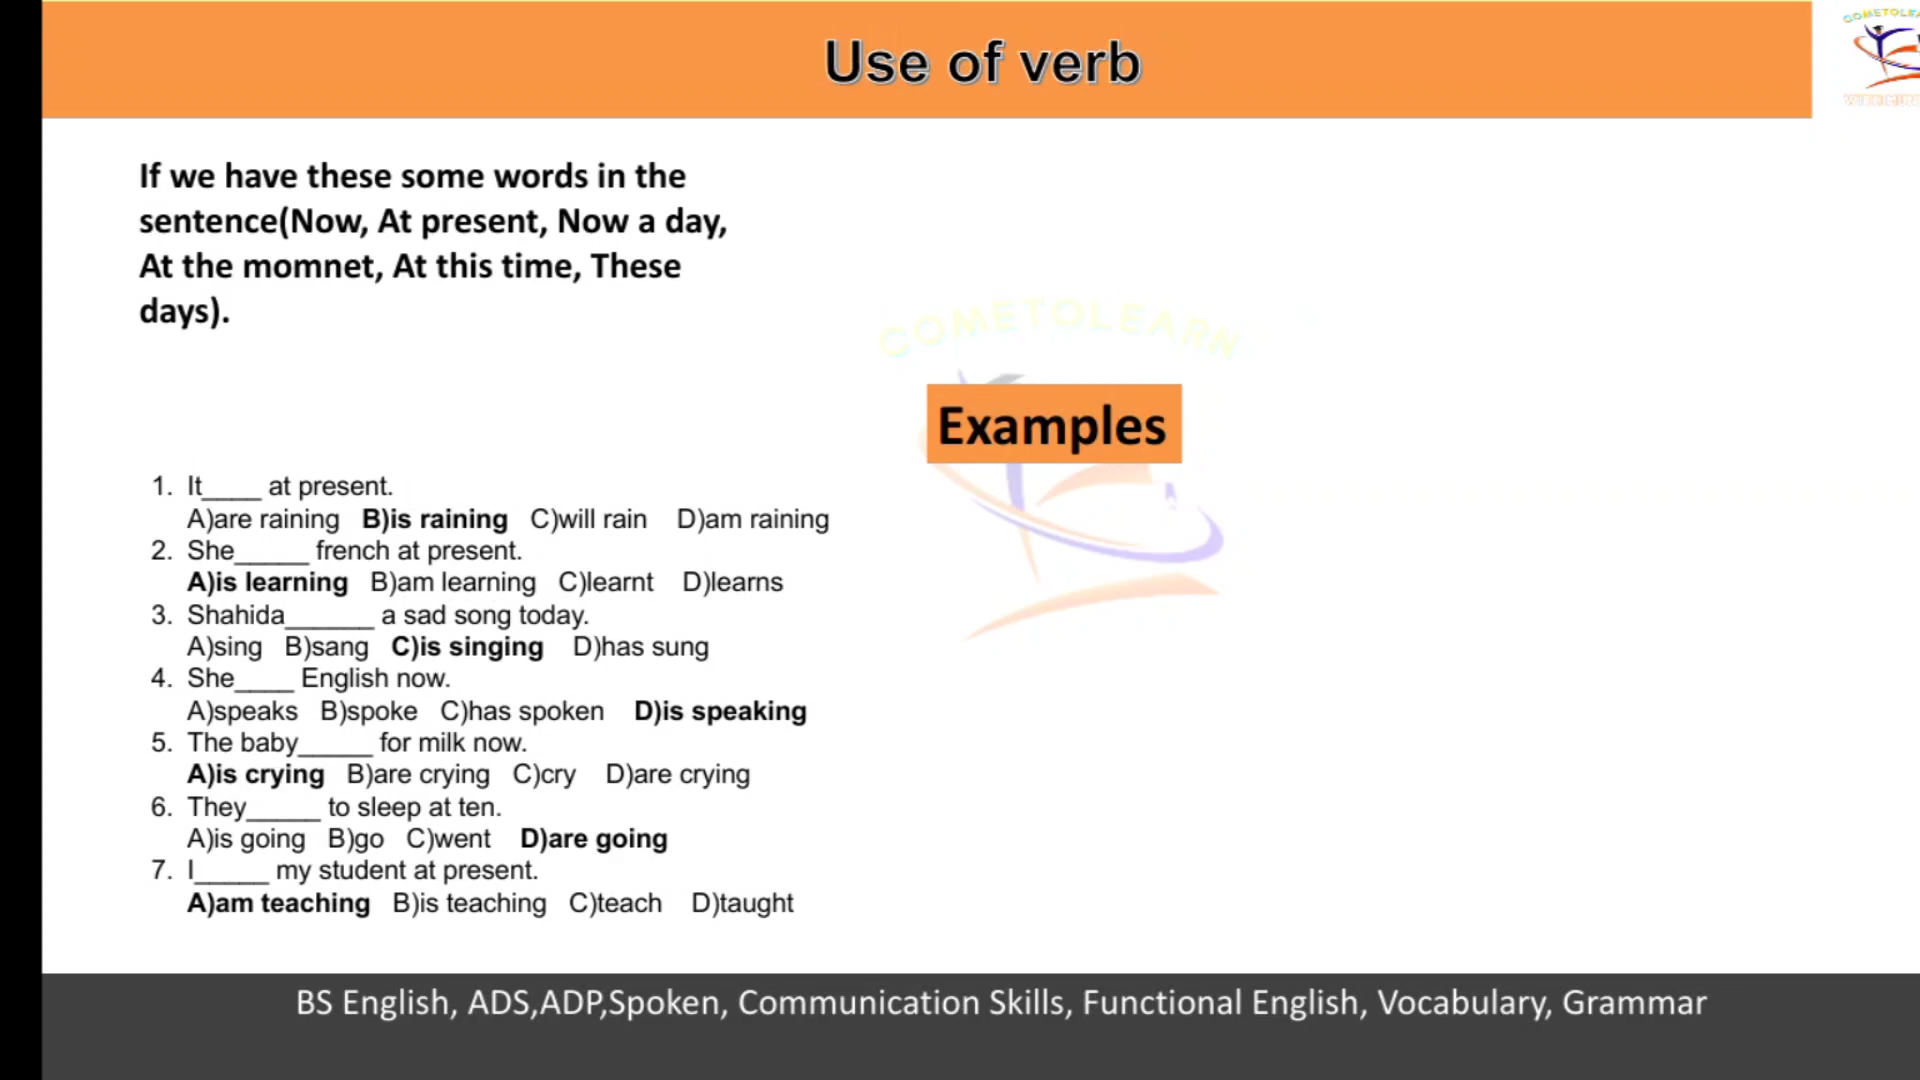 Use of verb
If we have these some words in the
sentence(Now, At present, Now a day,
At the momnet, At this time, These
days).
COMETOLEARN
Examples
1. It____ at present.
A)are raining B)is raining C)will rain D)am raining
2. She_____ french at present.
A)is learning B)am learning C)learnt D)learns
3. Shahida______ a sad song today.
A)sing B)sang C)is singing D)has sung
4. She____ English now.
A)speaks B)spoke C)has spoken D)is speaking
5. The baby_____ for milk now.
A)is crying B)are crying C)cry D)are crying
6. They_____ to sleep at ten.
A)is going B)go C)went D)are going
7. I_____ my student at present.
A)am teaching B)is teaching C)teach D)taught
BS English, ADS,ADP,Spoken, Communication Skills, Functional English, Vocabulary, Grammar